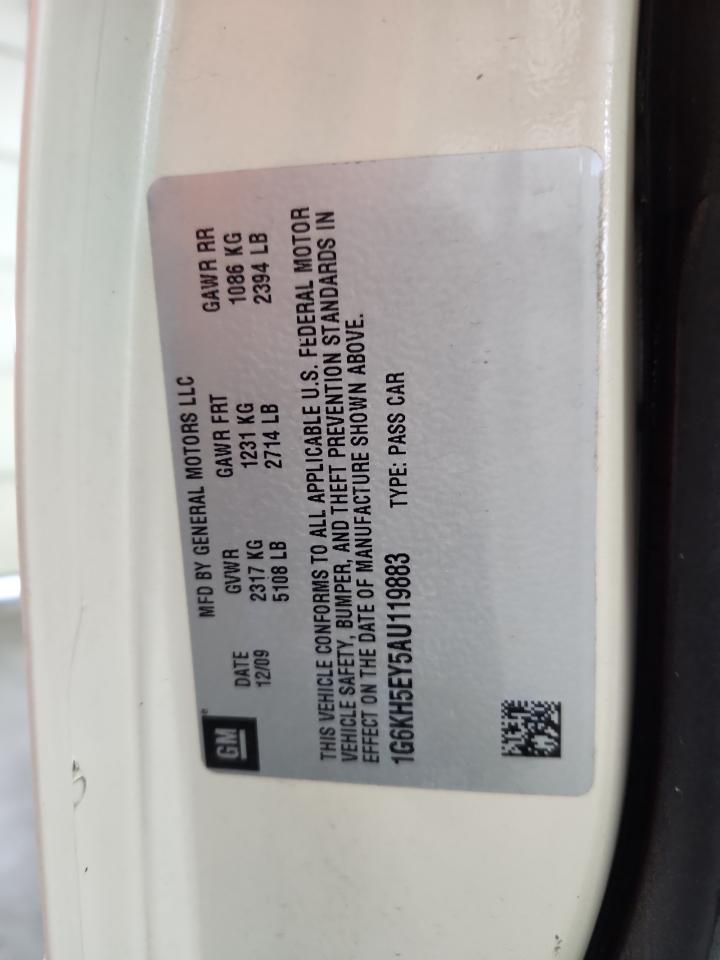 GM
MFD BY GENERAL MOTORS LLC
DATE GVWR GAWR FRT GAWR RR
12/09 2317 KG 1231 KG 1086 KG
5108 LB 2714 LB 2394 LB
THIS VEHICLE CONFORMS TO ALL APPLICABLE U.S. FEDERAL MOTOR
VEHICLE SAFETY, BUMPER, AND THEFT PREVENTION STANDARDS IN
EFFECT ON THE DATE OF MANUFACTURE SHOWN ABOVE.
1G6KH5EY5AU119883 TYPE: PASS CAR